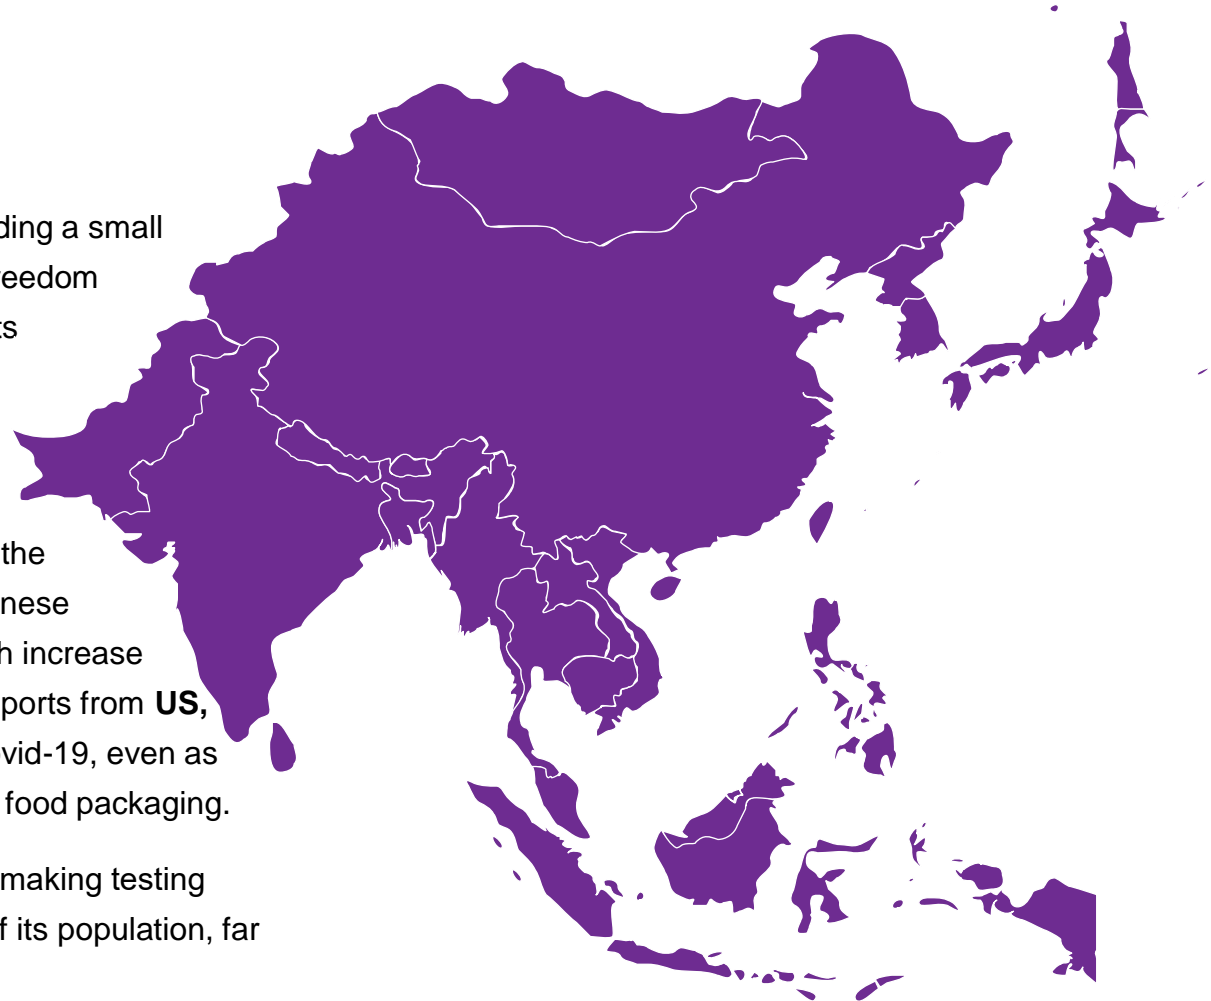 ding a small
reedom
ts
the
nese
h increase
ports from US,
ovid-19, even as
food packaging.
making testing
f its population, far